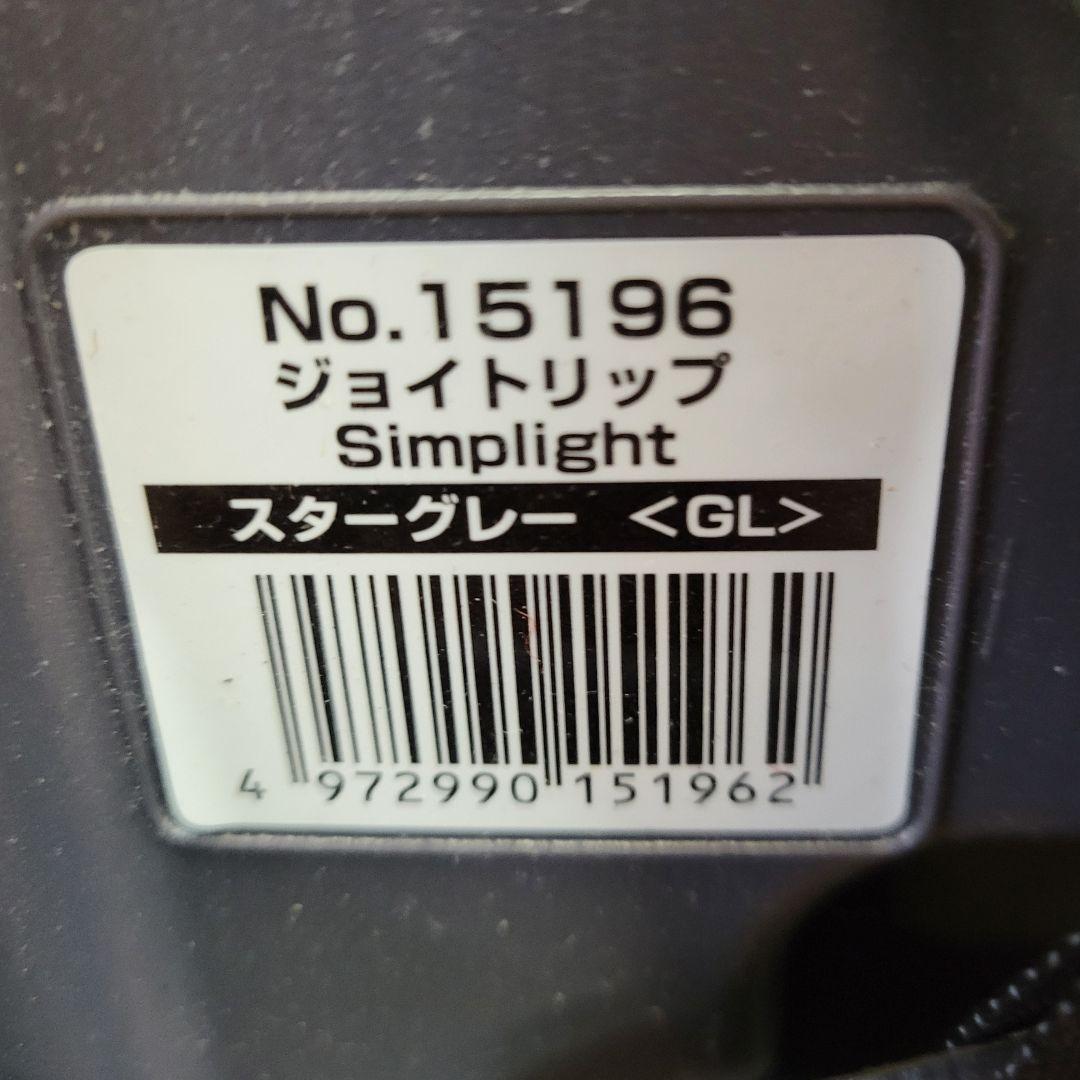 No.15196
ジョイトリップ
Simplight
スターグレー <GL>
4 972990 151962